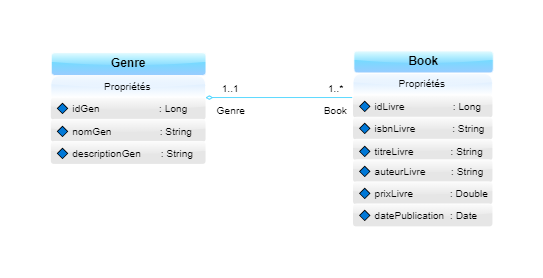 Genre
Propriétés
idGen : Long
nomGen : String
descriptionGen : String
1..1
1..*
Genre
Book
Book
Propriétés
idLivre : Long
isbnLivre : String
titreLivre : String
auteurLivre : String
prixLivre : Double
datePublication : Date